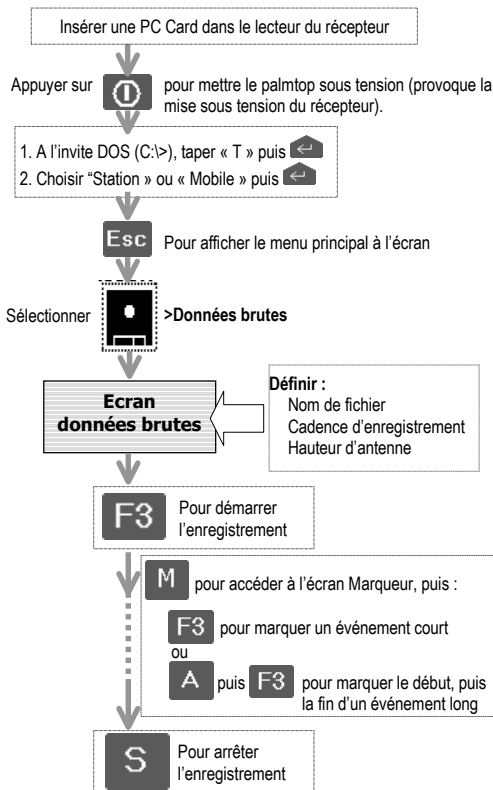 Insérer une PC Card dans le lecteur du récepteur
Appuyer sur pour mettre le palmtop sous tension (provoque la
mise sous tension du récepteur).
1. A l'invite DOS (C:\>), taper « T » puis
2. Choisir “Station » ou « Mobile » puis
Esc Pour afficher le menu principal à l'écran
Sélectionner >Données brutes
Ecran
données brutes
Définir :
Nom de fichier
Cadence d'enregistrement
Hauteur d'antenne
F3 Pour démarrer
l'enregistrement
M pour accéder à l'écran Marqueur, puis :
F3 pour marquer un événement court
ou
A puis F3 pour marquer le début, puis
la fin d'un événement long
S Pour arrêter
l'enregistrement